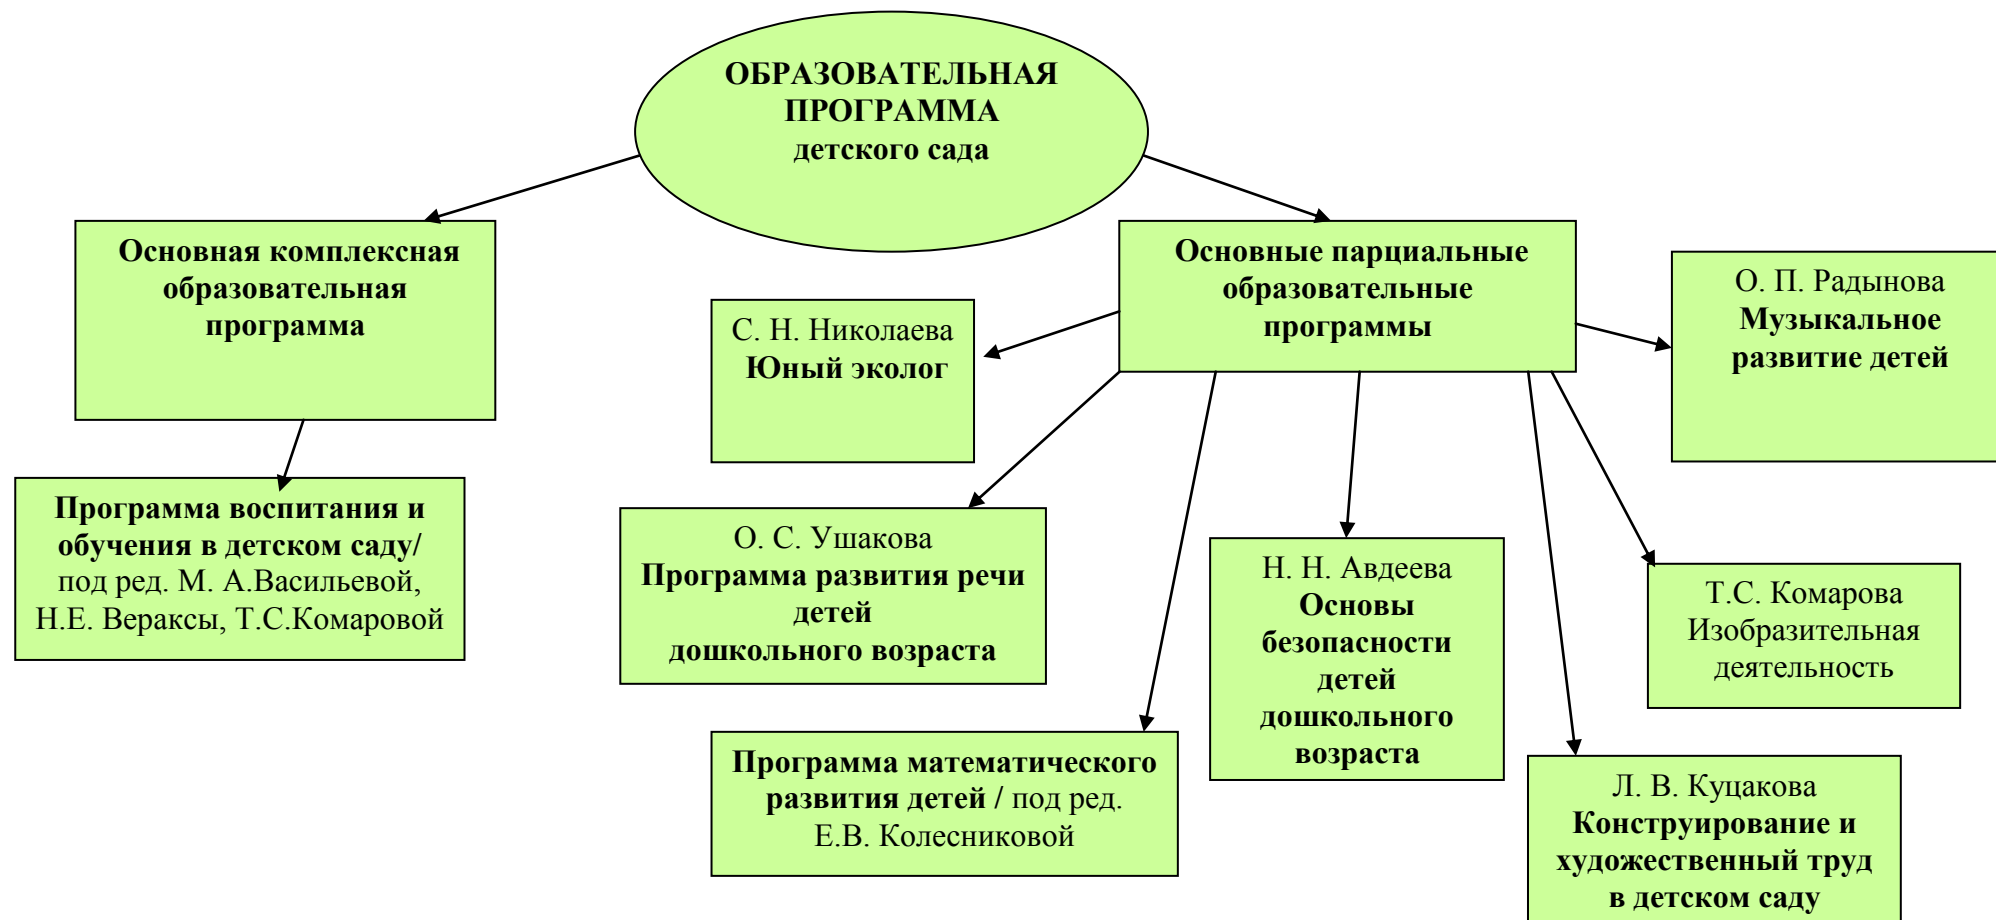 ОБРАЗОВАТЕЛЬНАЯ
ПРОГРАММА
детского сада
Основная комплексная
образовательная
программа
Программа воспитания и
обучения в детском саду/
под ред. М. А.Васильевой,
Н.Е. Вераксы, Т.С.Комаровой
Основные парциальные
образовательные
программы
С. Н. Николаева
Юный эколог
О. П. Радынова
Музыкальное
развитие детей
О. С. Ушакова
Программа развития речи
детей
дошкольного возраста
Н. Н. Авдеева
Основы
безопасности
детей
дошкольного
возраста
Т.С. Комарова
Изобразительная
деятельность
Программа математического
развития детей / под ред.
Е.В. Колесниковой
Л. В. Куцакова
Конструирование и
художественный труд
в детском саду